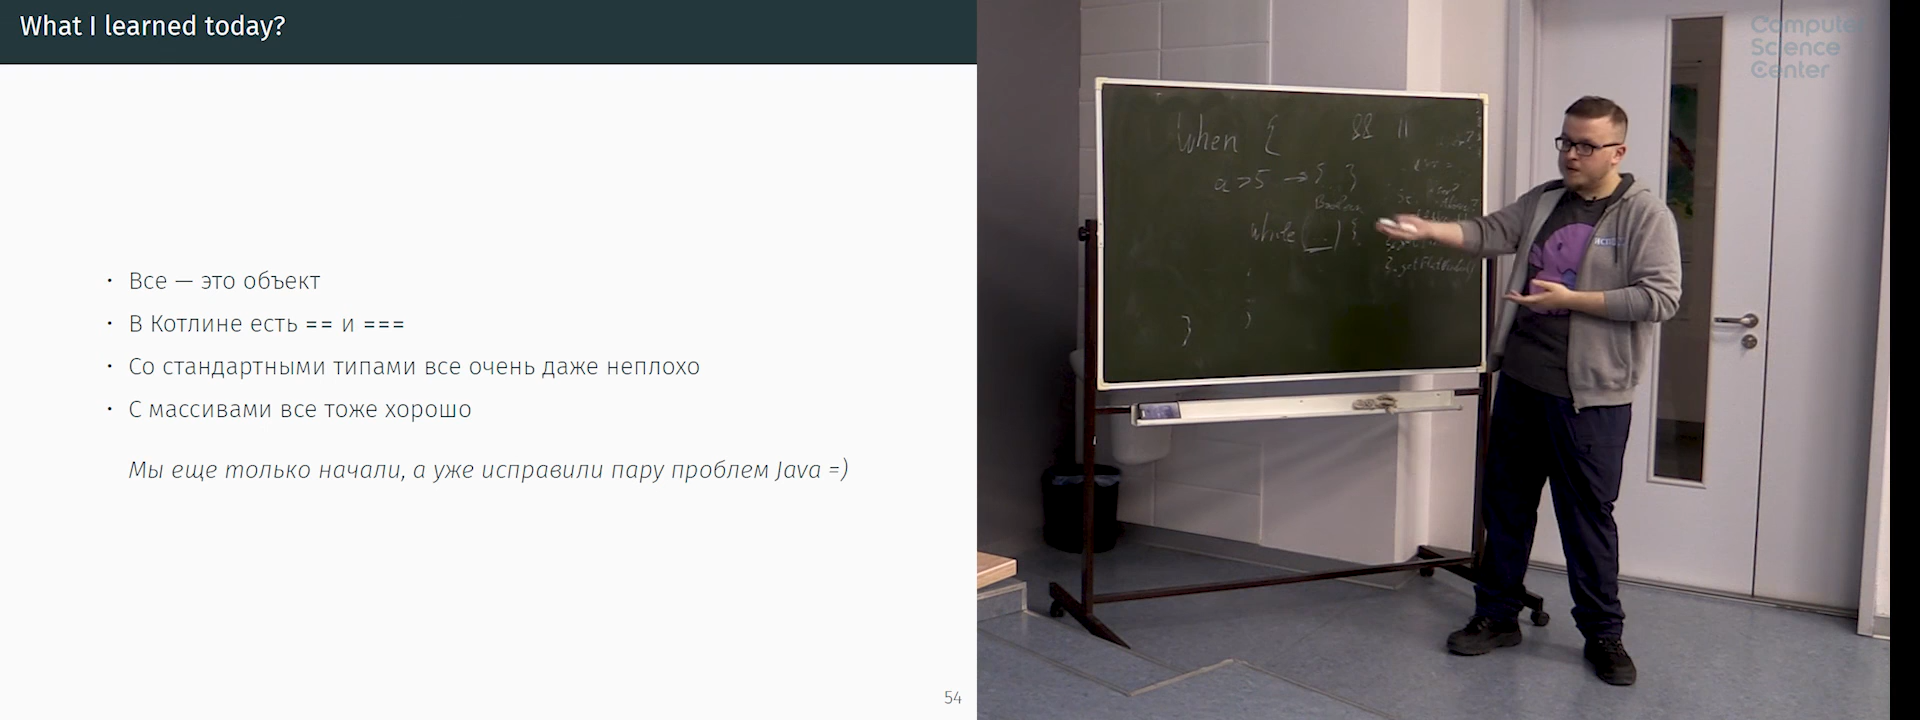 What I learned today?
• Все — это объект
• В Котлине есть == и ===
• Со стандартными типами все очень даже неплохо
• С массивами все тоже хорошо
Мы еще только начали, а уже исправили пару проблем Java =)
54
Computer
Science
Center
when { && ||
a > 5 → { }
Boolean
while ( . ) {
}